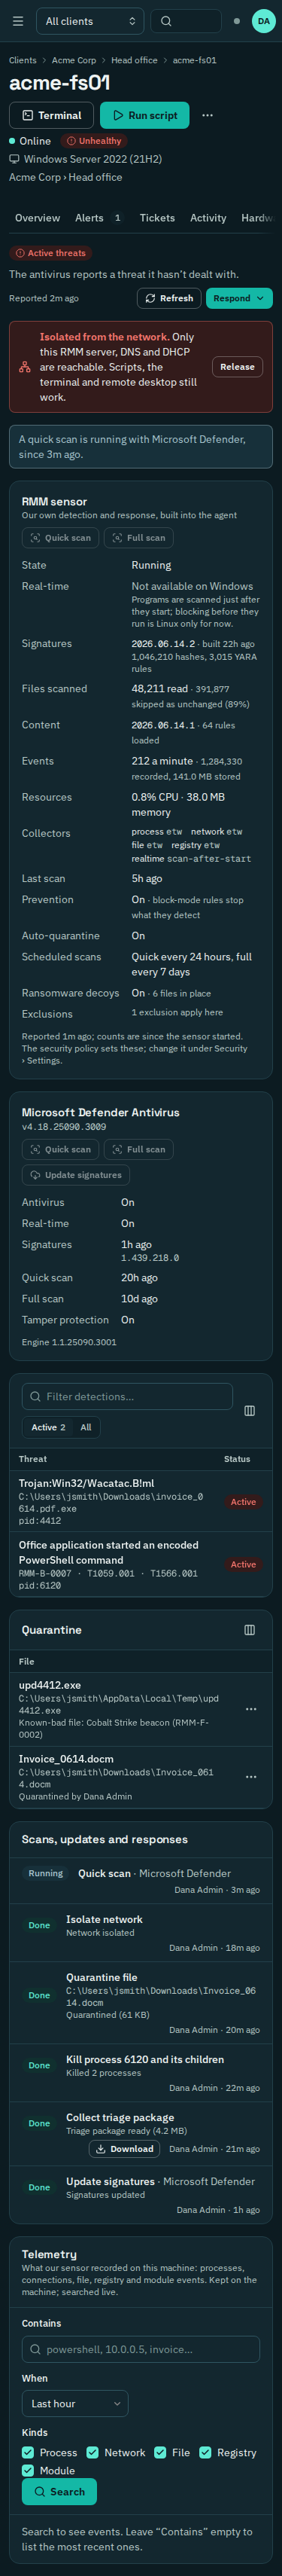 All clients
DA
Clients › Acme Corp › Head office › acme-fs01
acme-fs01
Terminal
Run script
Online
Unhealthy
Windows Server 2022 (21H2)
Acme Corp › Head office
Overview Alerts 1 Tickets Activity Hardw
Active threats
The antivirus reports a threat it hasn’t dealt with.
Reported 2m ago
Refresh
Respond
Isolated from the network. Only
this RMM server, DNS and DHCP
are reachable. Scripts, the
terminal and remote desktop still
work.
Release
A quick scan is running with Microsoft Defender,
since 3m ago.
RMM sensor
Our own detection and response, built into the agent
Quick scan
Full scan
State Running
Real-time Not available on Windows
Programs are scanned just after
they start; blocking before they
run is Linux only for now.
Signatures 2026.06.14.2 · built 22h ago
1,046,210 hashes, 3,015 YARA
rules
Files scanned 48,211 read · 391,877
skipped as unchanged (89%)
Content 2026.06.14.1 · 64 rules
loaded
Events 212 a minute · 1,284,330
recorded, 141.0 MB stored
Resources 0.8% CPU · 38.0 MB
memory
Collectors process etw network etw
file etw registry etw
realtime scan-after-start
Last scan 5h ago
Prevention On · block-mode rules stop
what they detect
Auto-quarantine On
Scheduled scans Quick every 24 hours, full
every 7 days
Ransomware decoys On · 6 files in place
Exclusions 1 exclusion apply here
Reported 1m ago; counts are since the sensor started.
The security policy sets these; change it under Security
› Settings.
Microsoft Defender Antivirus
v4.18.25090.3009
Quick scan
Full scan
Update signatures
Antivirus On
Real-time On
Signatures 1h ago
1.439.218.0
Quick scan 20h ago
Full scan 10d ago
Tamper protection On
Engine 1.1.25090.3001
Filter detections…
Active 2 All
Threat Status
Trojan:Win32/Wacatac.B!ml
C:\Users\jsmith\Downloads\invoice_0
614.pdf.exe
pid:4412
Active
Office application started an encoded
PowerShell command
RMM-B-0007 · T1059.001 · T1566.001
pid:6120
Active
Quarantine
File
upd4412.exe
C:\Users\jsmith\AppData\Local\Temp\upd
4412.exe
Known-bad file: Cobalt Strike beacon (RMM-F-
0002)
Invoice_0614.docm
C:\Users\jsmith\Downloads\Invoice_061
4.docm
Quarantined by Dana Admin
Scans, updates and responses
Running Quick scan · Microsoft Defender
Dana Admin · 3m ago
Done Isolate network
Network isolated
Dana Admin · 18m ago
Done Quarantine file
C:\Users\jsmith\Downloads\Invoice_06
14.docm
Quarantined (61 KB)
Dana Admin · 20m ago
Done Kill process 6120 and its children
Killed 2 processes
Dana Admin · 22m ago
Done Collect triage package
Triage package ready (4.2 MB)
Download Dana Admin · 21m ago
Done Update signatures · Microsoft Defender
Signatures updated
Dana Admin · 1h ago
Telemetry
What our sensor recorded on this machine: processes,
connections, file, registry and module events. Kept on the
machine; searched live.
Contains
powershell, 10.0.0.5, invoice…
When
Last hour
Kinds
Process Network File Registry
Module
Search
Search to see events. Leave “Contains” empty to
list the most recent ones.